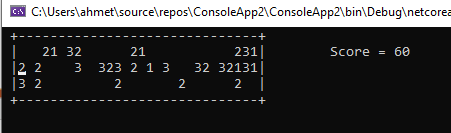 C:\Users\ahmet\source\repos\ConsoleApp2\ConsoleApp2\bin\Debug\netcorea
+------------------------------+
|   21 32      21          231|        Score = 60
|2 2    3  323 2 1 3   32 32131|
|3 2         2       2      2  |
+------------------------------+